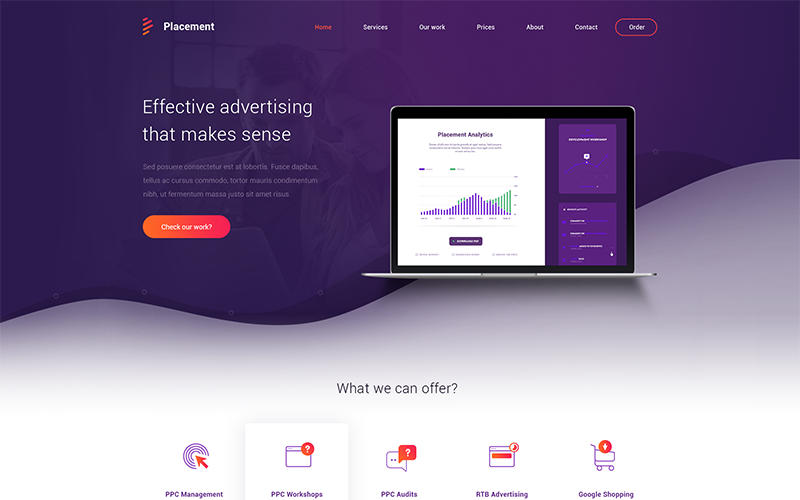 Placement
Home
Services
Our work
Prices
About
Contact
Order
Effective advertising
that makes sense
Sed posuere consectetur est at lobortis. Fusce dapibus,
tellus ac cursus commodo, tortor mauris condimentum
nibh, ut fermentum massa justo sit amet risus
Check our work?
Placement Analytics
DEVELOPMENT WORKSHOP
DOWNLOAD PDF
What we can offer?
PPC Management
PPC Workshops
PPC Audits
RTB Advertising
Google Shopping